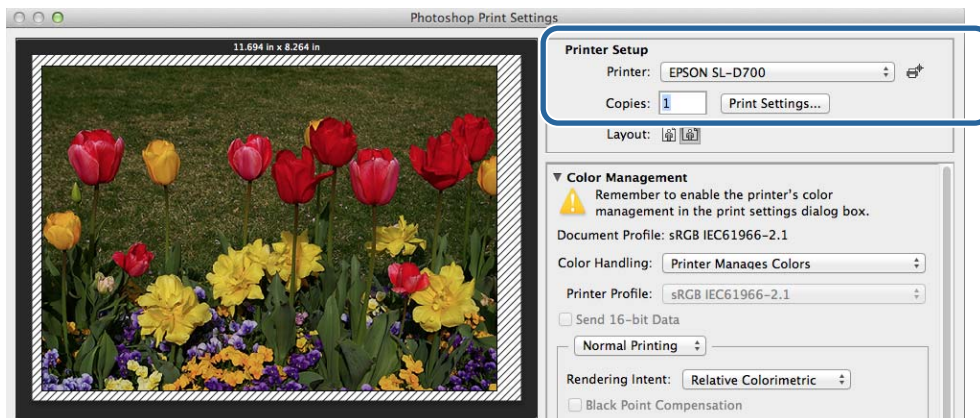 Photoshop Print Settings
11.694 in x 8.264 in
Printer Setup
Printer: EPSON SL-D700
Copies: 1 Print Settings...
Layout:
Color Management
Remember to enable the printer's color
management in the print settings dialog box.
Document Profile: sRGB IEC61966-2.1
Color Handling: Printer Manages Colors
Printer Profile: sRGB IEC61966-2.1
Send 16-bit Data
Normal Printing
Rendering Intent: Relative Colorimetric
Black Point Compensation